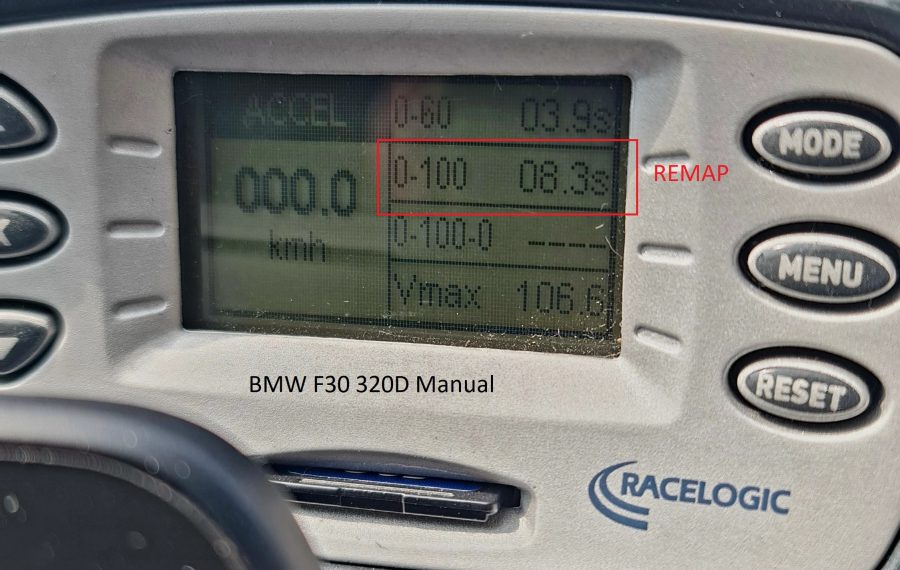 ACCEL
000.0
kmh
0-60 03.9s
0-100 08.3s
0-100-0 ----
Vmax 106.6
REMAP
MODE
MENU
RESET
BMW F30 320D Manual
RACELOGIC